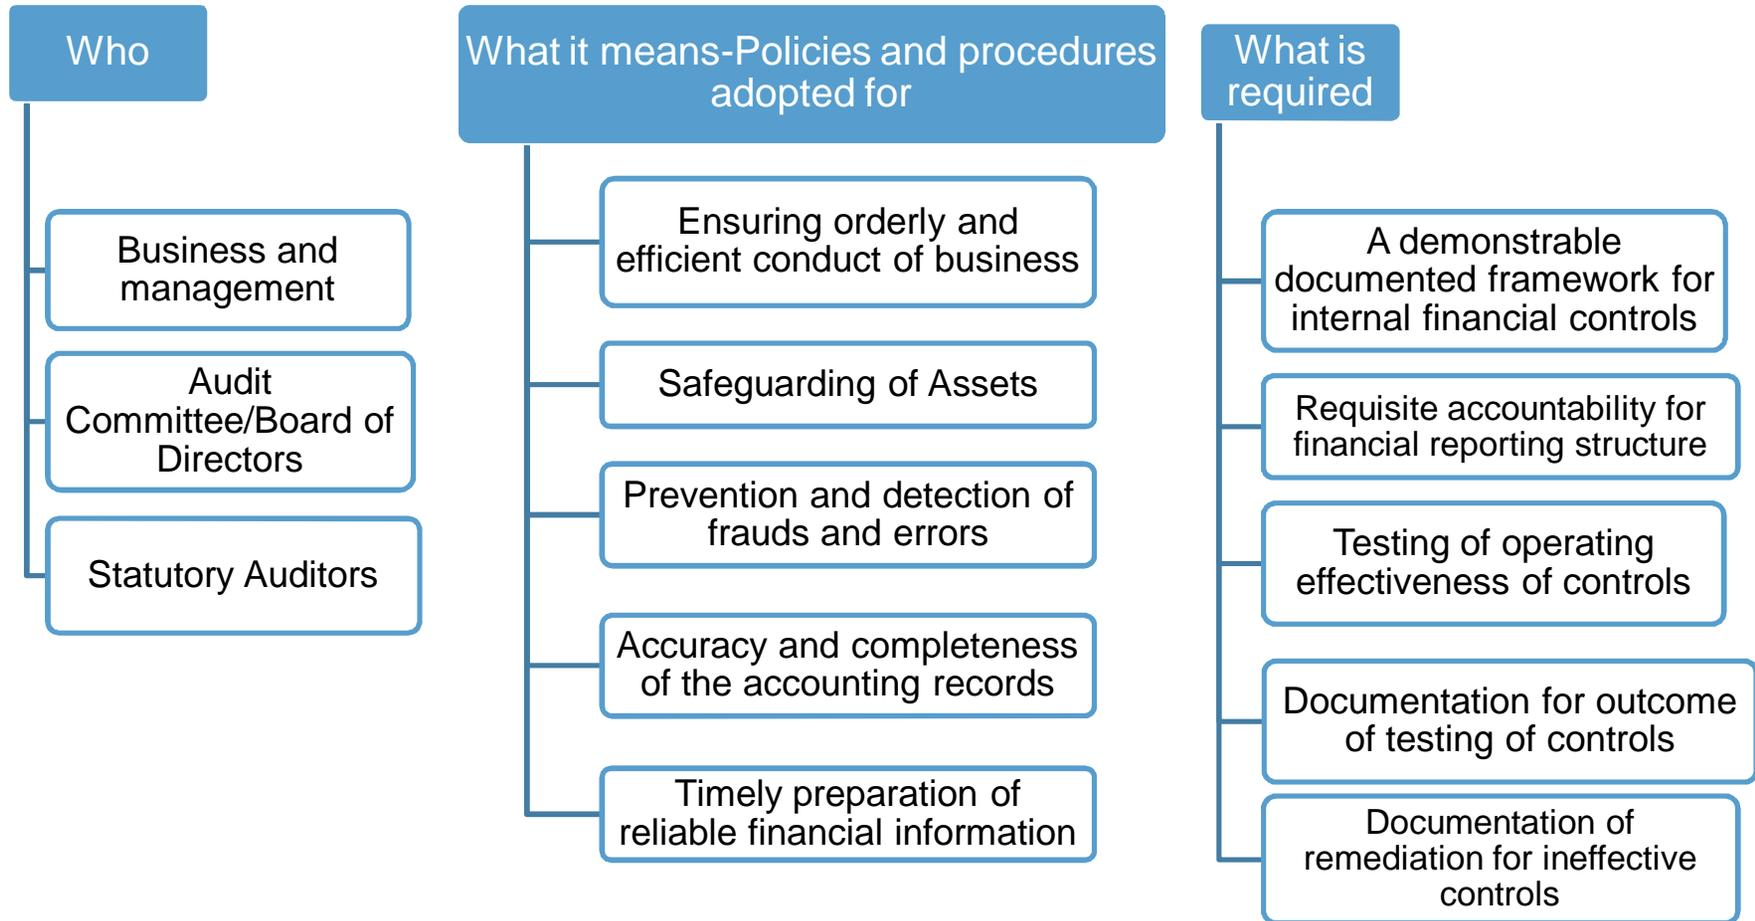 Who
Business and
management
Audit
Committee/Board of
Directors
Statutory Auditors
What it means-Policies and procedures
adopted for
Ensuring orderly and
efficient conduct of business
Safeguarding of Assets
Prevention and detection of
frauds and errors
Accuracy and completeness
of the accounting records
Timely preparation of
reliable financial information
What is
required
A demonstrable
documented framework for
internal financial controls
Requisite accountability for
financial reporting structure
Testing of operating
effectiveness of controls
Documentation for outcome
of testing of controls
Documentation of
remediation for ineffective
controls